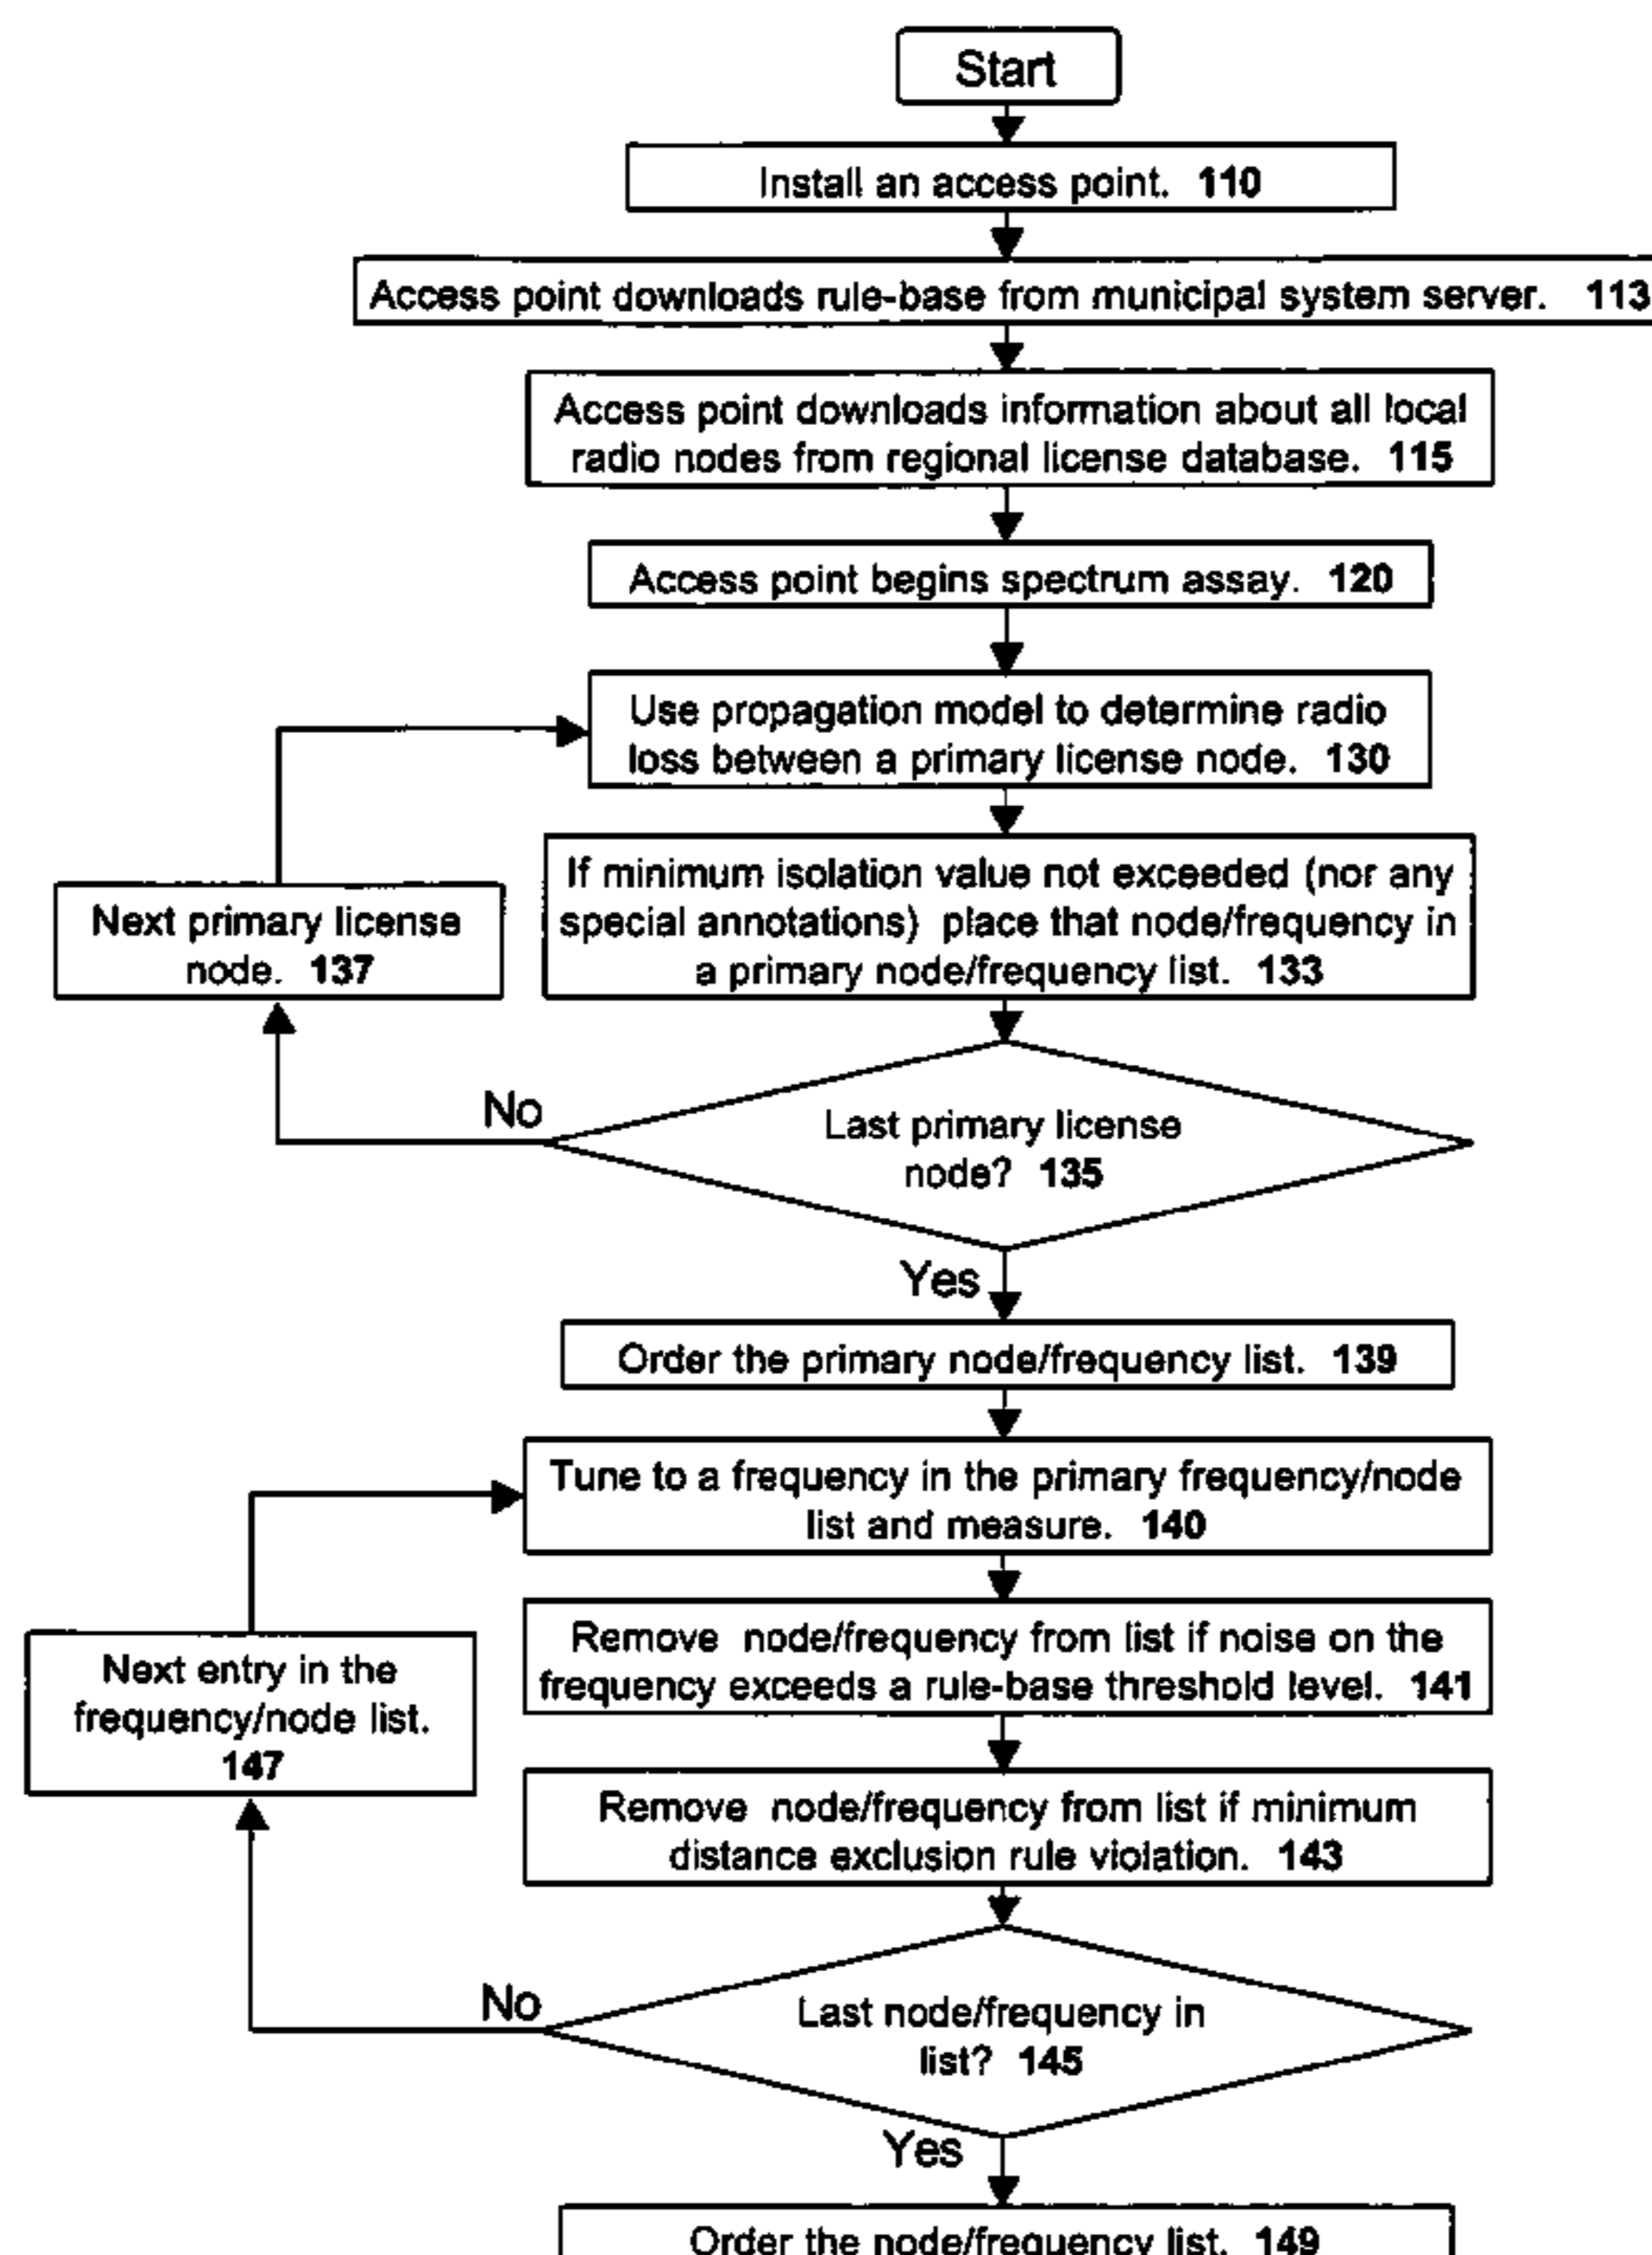 Start
Install an access point. 110
Access point downloads rule-base from municipal system server. 113
Access point downloads information about all local
radio nodes from regional license database. 115
Access point begins spectrum assay. 120
Use propagation model to determine radio
loss between a primary license node. 130
If minimum isolation value not exceeded (nor any
special annotations) place that node/frequency in
a primary node/frequency list. 133
Next primary license
node. 137
No
Last primary license
node? 135
Yes
Order the primary node/frequency list. 139
Tune to a frequency in the primary frequency/node
list and measure. 140
Remove node/frequency from list if noise on the
frequency exceeds a rule-base threshold level. 141
Next entry in the
frequency/node list.
147
Remove node/frequency from list if minimum
distance exclusion rule violation. 143
No
Last node/frequency in
list? 145
Yes
Order the node/frequency list. 149